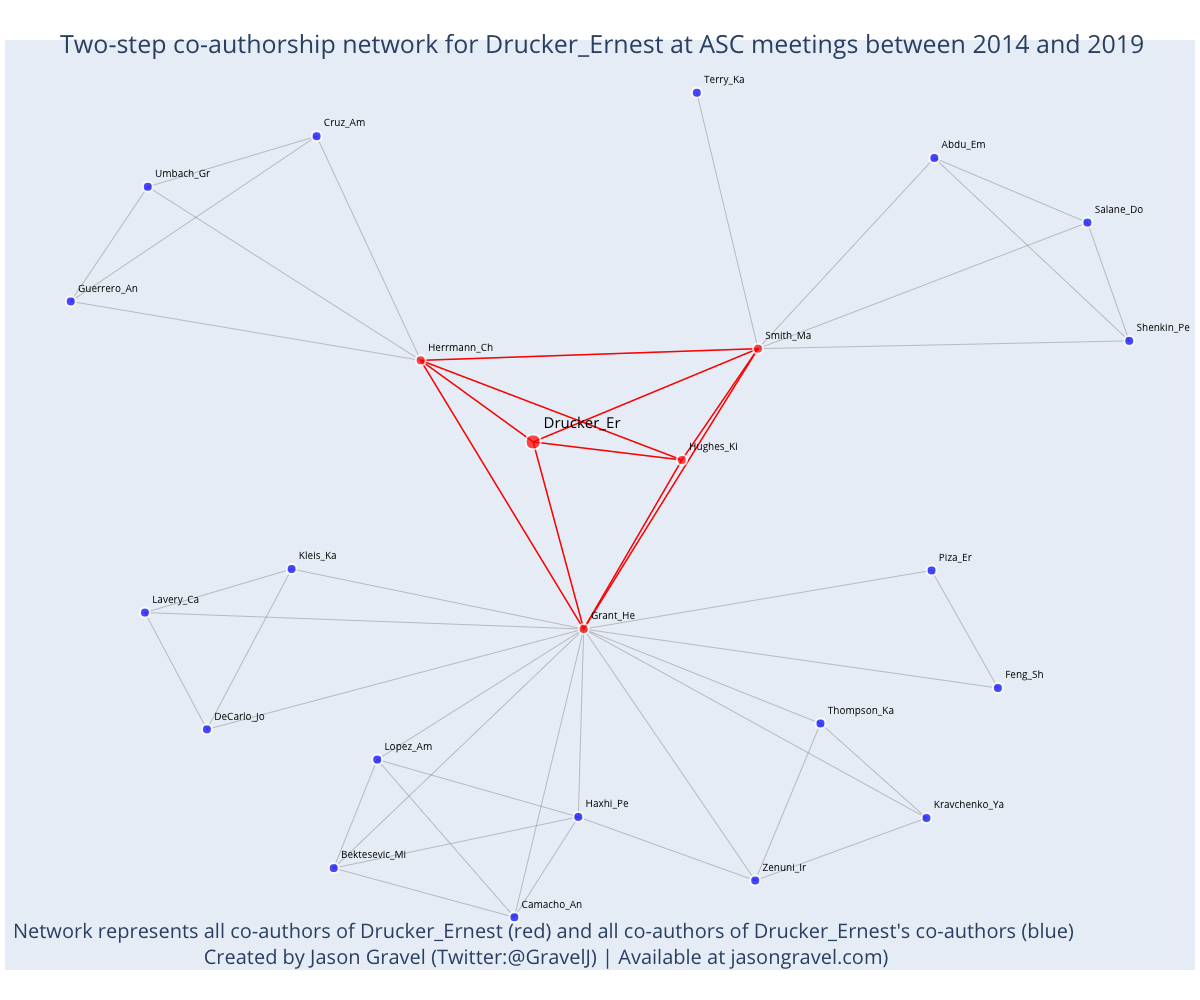 Two-step co-authorship network for Drucker_Ernest at ASC meetings between 2014 and 2019
Terry_Ka
Cruz_Am
Abdu_Em
Umbach_Gr
Salane_Do
Guerrero_An
Shenkin_Pe
Smith_Ma
Herrmann_Ch
Drucker_Er
Hughes_Ki
Kleis_Ka
Piza_Er
Lavery_Ca
Grant_He
Feng_Sh
Thompson_Ka
DeCarlo_Jo
Lopez_Am
Haxhi_Pe
Kravchenko_Ya
Bektesevic_Mi
Zenuni_Ir
Camacho_An
Network represents all co-authors of Drucker_Ernest (red) and all co-authors of Drucker_Ernest's co-authors (blue)
Created by Jason Gravel (Twitter:@GravelJ) | Available at jasongravel.com)